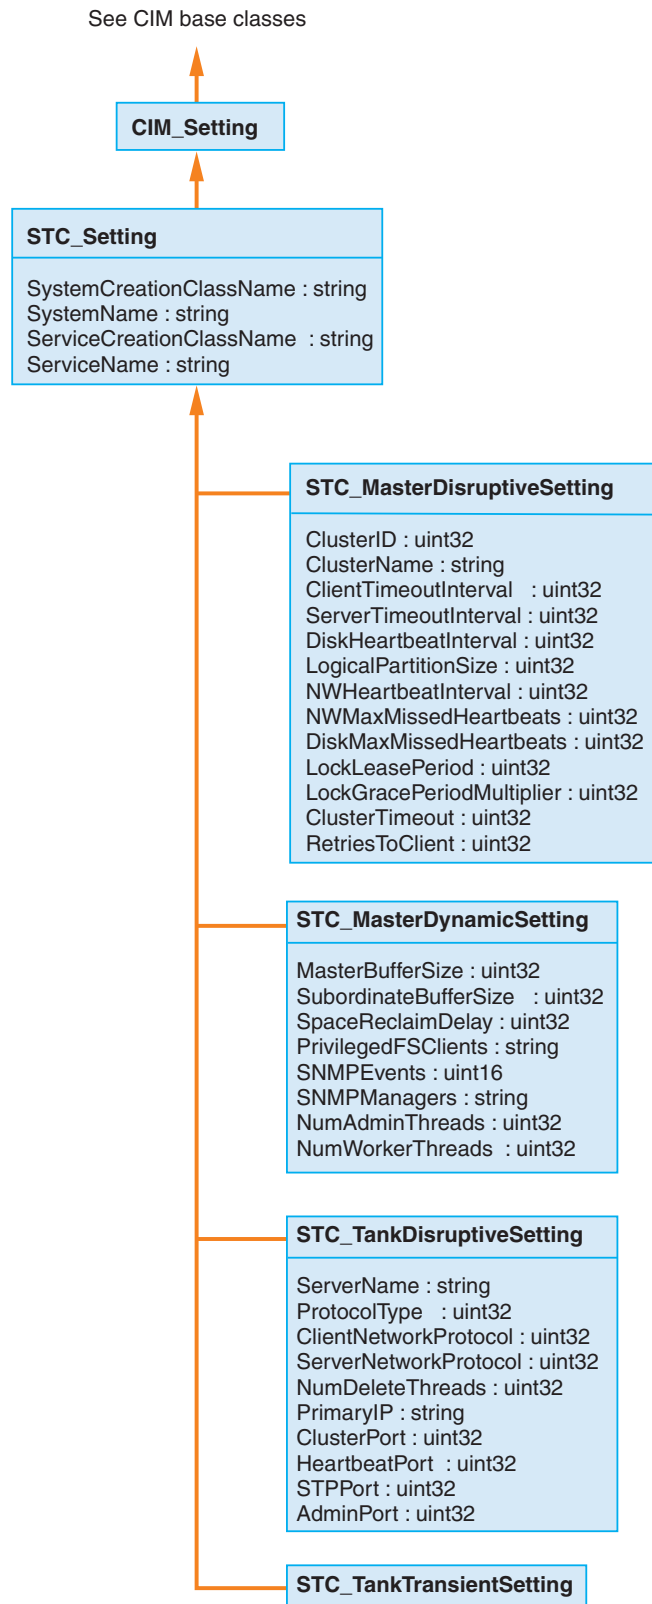 See CIM base classes
CIM_Setting
STC_Setting
SystemCreationClassName : string
SystemName : string
ServiceCreationClassName : string
ServiceName : string
STC_MasterDisruptiveSetting
ClusterID : uint32
ClusterName : string
ClientTimeoutInterval : uint32
ServerTimeoutInterval : uint32
DiskHeartbeatInterval : uint32
LogicalPartitionSize : uint32
NWHeartbeatInterval : uint32
NWMaxMissedHeartbeats : uint32
DiskMaxMissedHeartbeats : uint32
LockLeasePeriod : uint32
LockGracePeriodMultiplier : uint32
ClusterTimeout : uint32
RetriesToClient : uint32
STC_MasterDynamicSetting
MasterBufferSize : uint32
SubordinateBufferSize : uint32
SpaceReclaimDelay : uint32
PrivilegedFSClients : string
SNMPEvents : uint16
SNMPManagers : string
NumAdminThreads : uint32
NumWorkerThreads : uint32
STC_TankDisruptiveSetting
ServerName : string
ProtocolType : uint32
ClientNetworkProtocol : uint32
ServerNetworkProtocol : uint32
NumDeleteThreads : uint32
PrimaryIP : string
ClusterPort : uint32
HeartbeatPort : uint32
STPPort : uint32
AdminPort : uint32
STC_TankTransientSetting